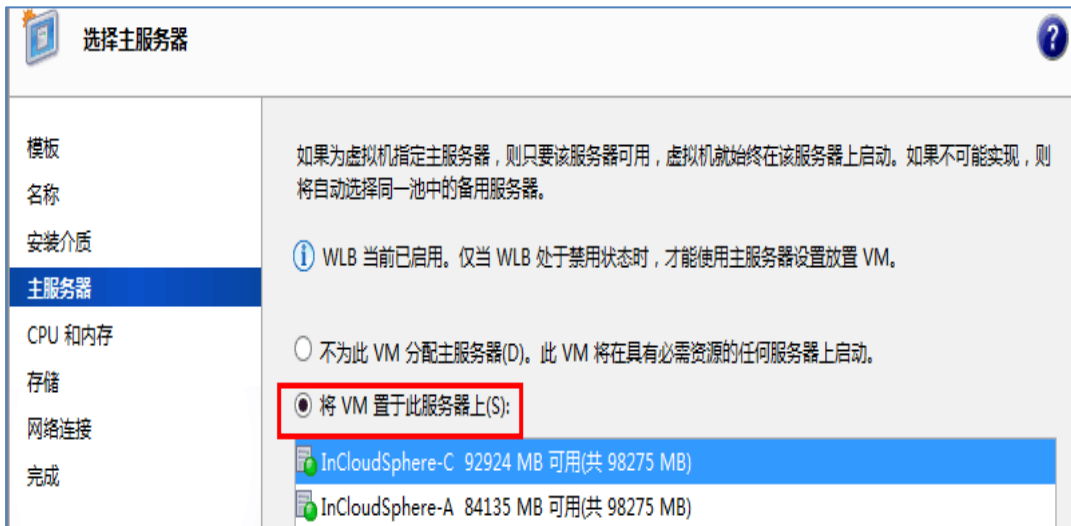 选择主服务器
?
模板
名称
安装介质
主服务器
CPU 和内存
存储
网络连接
完成
如果为虚拟机指定主服务器，则只要该服务器可用，虚拟机就始终在该服务器上启动。如果不可能实现，则
将自动选择同一池中的备用服务器。
WLB 当前已启用。仅当 WLB 处于禁用状态时，才能使用主服务器设置放置 VM。
不为此 VM 分配主服务器(D)。此 VM 将在具有必需资源的任何服务器上启动。
将 VM 置于此服务器上(S):
InCloudSphere-C 92924 MB 可用(共 98275 MB)
InCloudSphere-A 84135 MB 可用(共 98275 MB)